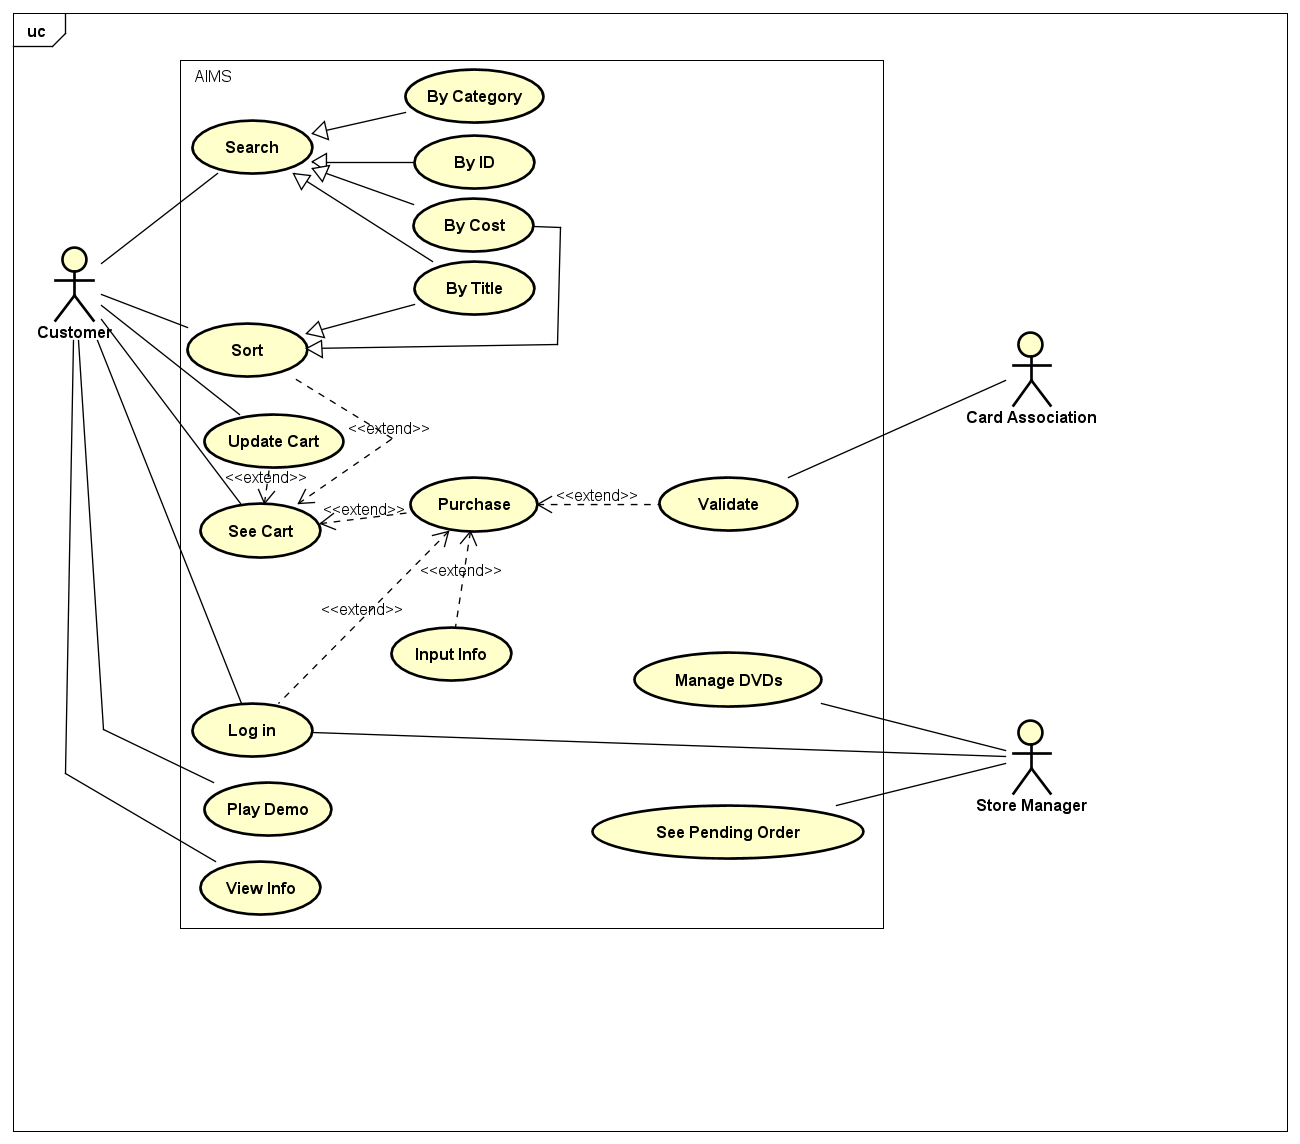 uc
AIMS
By Category
Search
By ID
By Cost
By Title
Customer
Sort
Card Association
<<extend>>
Update Cart
<<extend>>
<<extend>>
Purchase
<<extend>>
Validate
See Cart
<<extend>>
<<extend>>
Input Info
Manage DVDs
Log in
Store Manager
Play Demo
See Pending Order
View Info